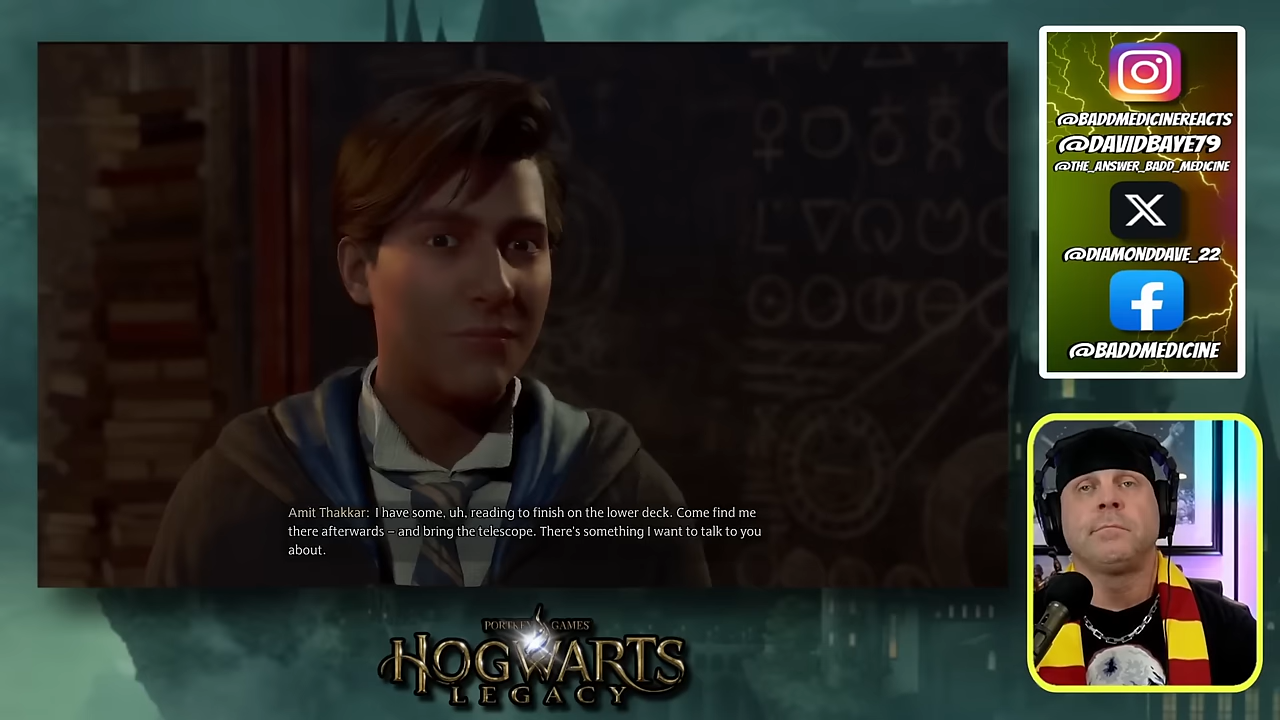 Amit Thakkar: I have some, uh, reading to finish on the lower deck. Come find me
there afterwards – and bring the telescope. There's something I want to talk to you
about.
PORTKEY GAMES
HOGWARTS
LEGACY
@BADDMEDICINEREACTS
@DAVIDBAYE79
@THE_ANSWER_BADD_MEDICINE
@DIAMONDDAVE_22
@BADDMEDICINE